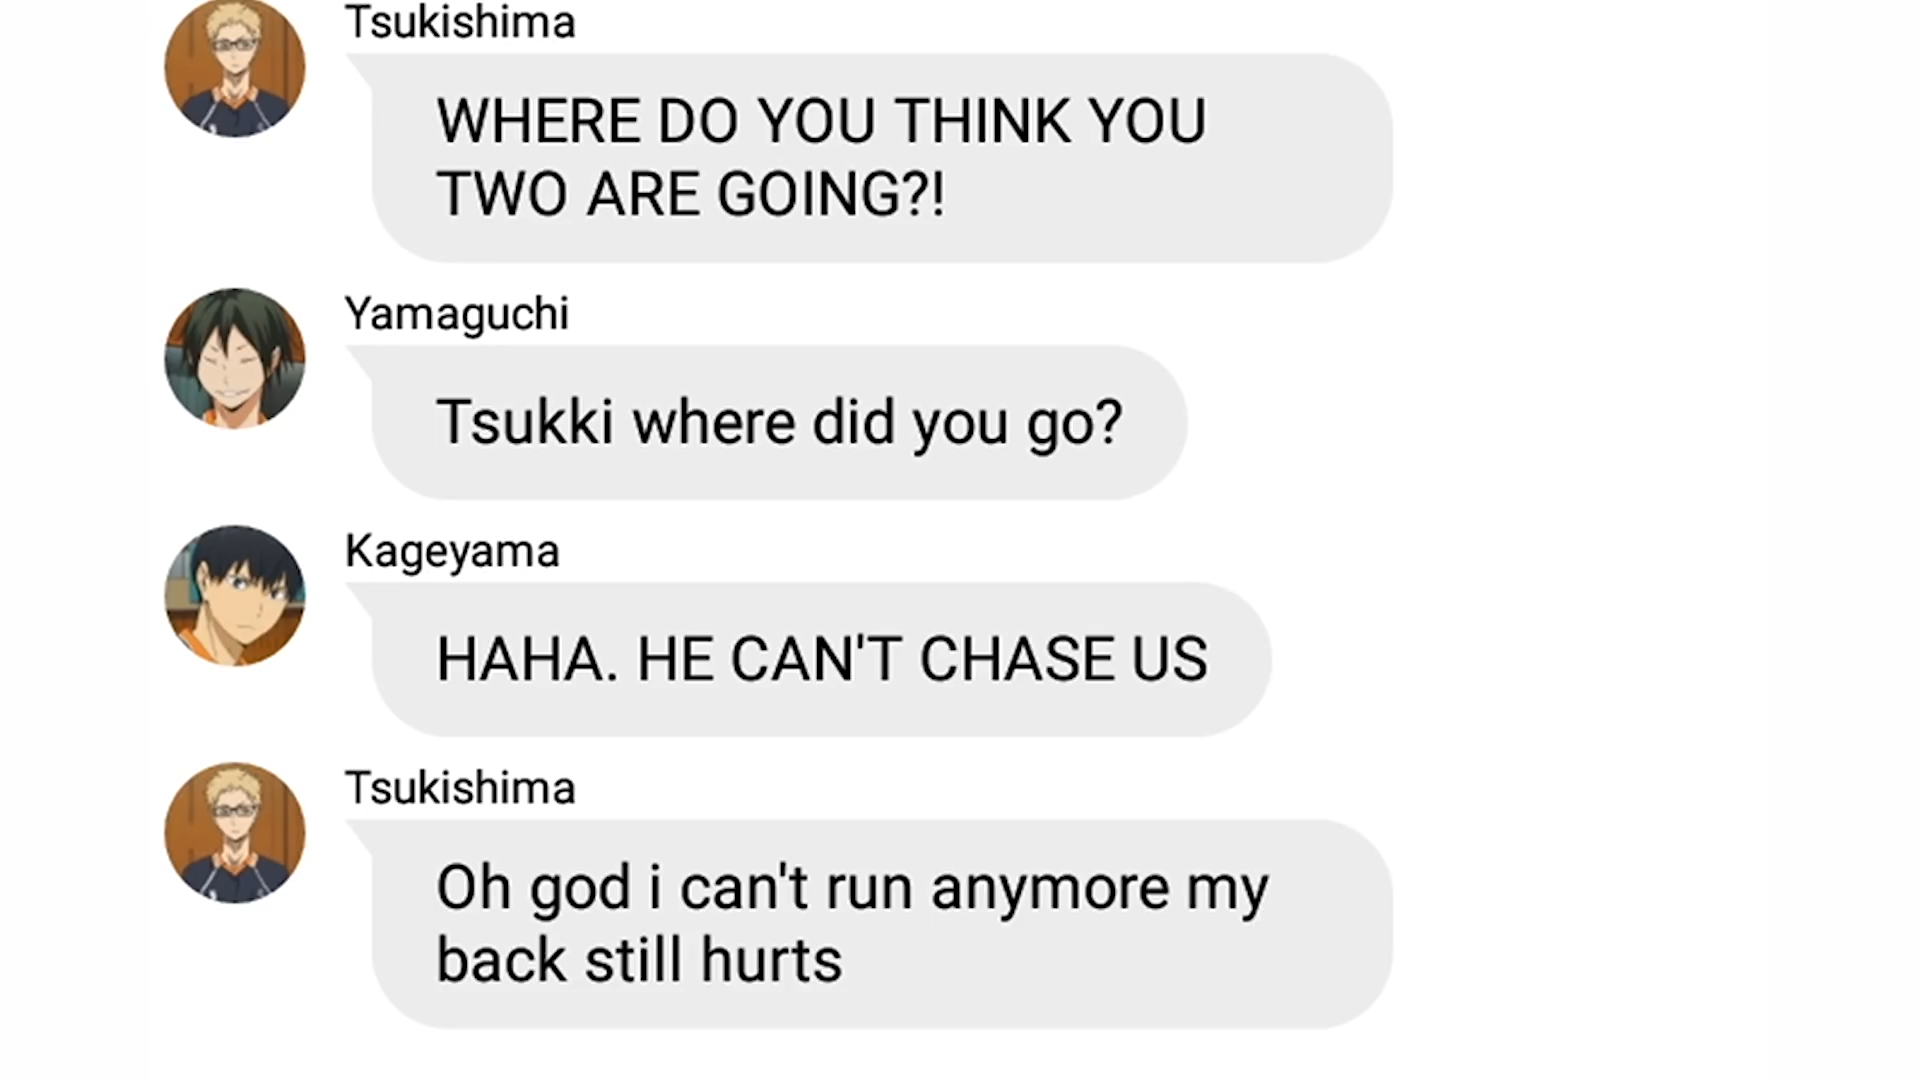 Tsukishima
WHERE DO YOU THINK YOU
TWO ARE GOING?!
Yamaguchi
Tsukki where did you go?
Kageyama
HAHA. HE CAN'T CHASE US
Tsukishima
Oh god i can't run anymore my
back still hurts